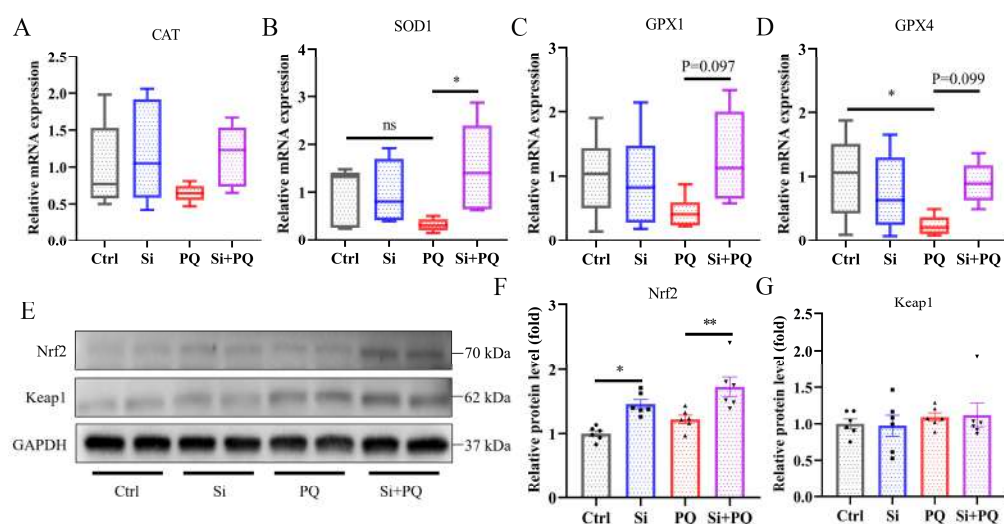 A
CAT
Relative mRNA expression
2.5
2.0
1.5
1.0
0.5
0.0
Ctrl Si PQ Si+PQ
B
SOD1
Relative mRNA expression
4
3
2
1
0
ns
*
Ctrl Si PQ Si+PQ
C
GPX1
Relative mRNA expression
3
2
1
0
P=0.097
Ctrl Si PQ Si+PQ
D
GPX4
Relative mRNA expression
3
2
1
0
*
P=0.099
Ctrl Si PQ Si+PQ
E
Nrf2
70 kDa
Keap1
62 kDa
GAPDH
37 kDa
Ctrl Si PQ Si+PQ
F
Nrf2
Relative protein level (fold)
3
2
1
0
*
**
Ctrl Si PQ Si+PQ
G
Keap1
Relative protein level (fold)
2.5
2.0
1.5
1.0
0.5
0.0
Ctrl Si PQ Si+PQ